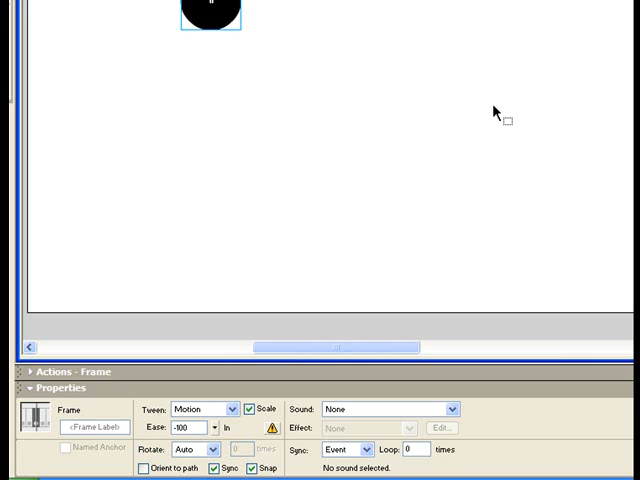 Actions - Frame
Properties
Frame Tween: Motion Scale Sound: None
<Frame Label> Ease: -100 In Effect: None Edit...
Named Anchor Rotate: Auto 0 times Sync: Event Loop: 0 times
Orient to path Sync Snap No sound selected.